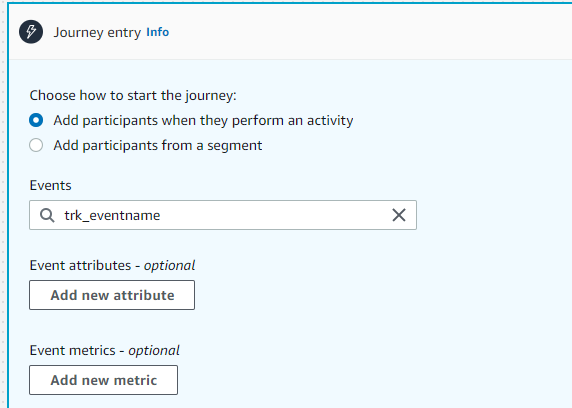 Journey entry Info
Choose how to start the journey:
Add participants when they perform an activity
Add participants from a segment
Events
trk_eventname
Event attributes - optional
Add new attribute
Event metrics - optional
Add new metric